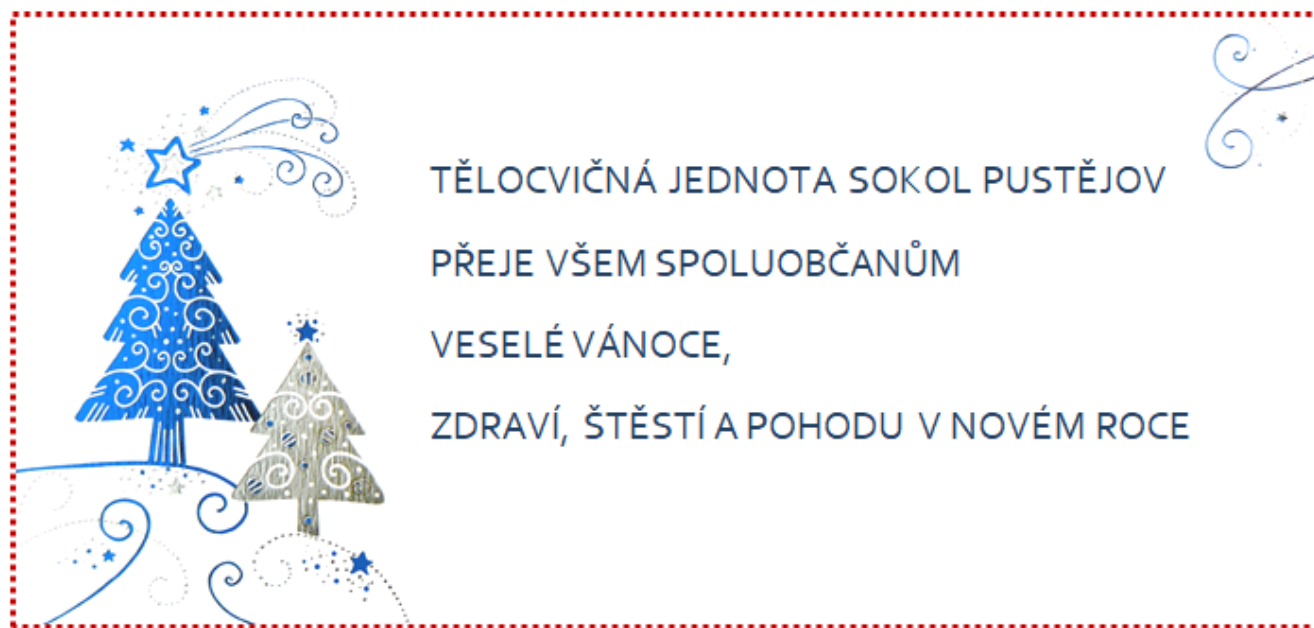 TĚLOCVIČNÁ JEDNOTA SOKOL PUSTĚJOV
PŘEJE VŠEM SPOLUOBČANŮM
VESELÉ VÁNOCE,
ZDRAVÍ, ŠTĚSTÍ A POHODU V NOVÉM ROCE